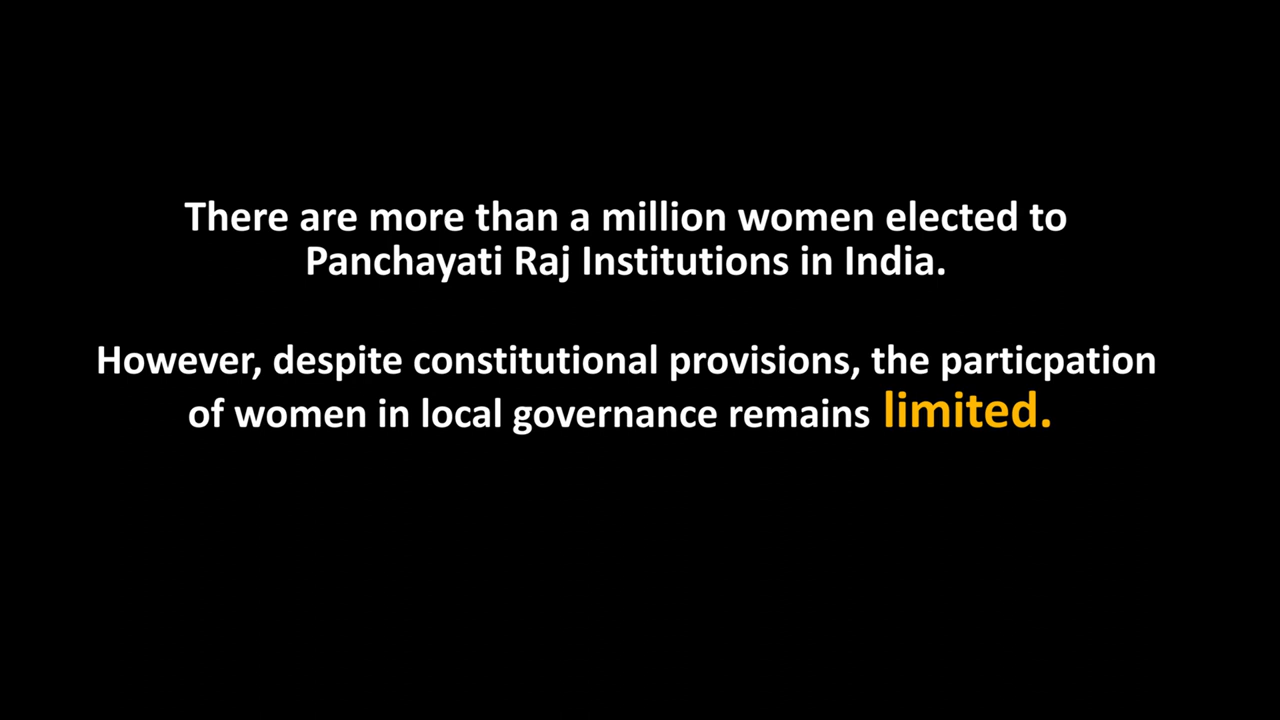 There are more than a million women elected to
Panchayati Raj Institutions in India.
However, despite constitutional provisions, the particpation
of women in local governance remains limited.